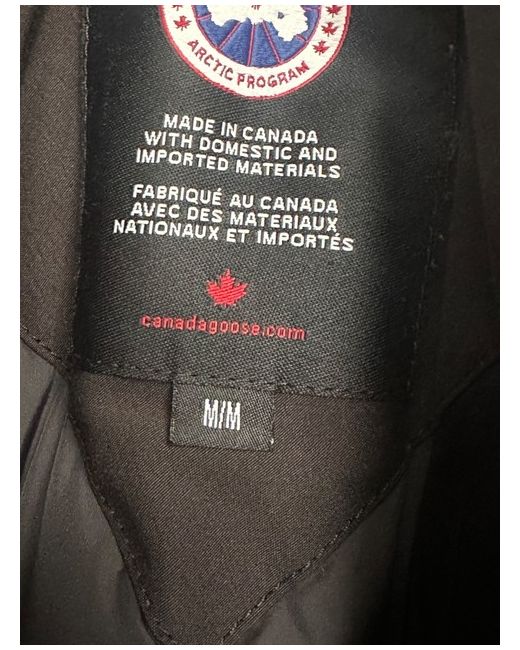 ARCTIC PROGRAM
MADE IN CANADA
WITH DOMESTIC AND
IMPORTED MATERIALS
FABRIQUÉ AU CANADA
AVEC DES MATERIAUX
NATIONAUX ET IMPORTÉS
canadagoose.com
M/M